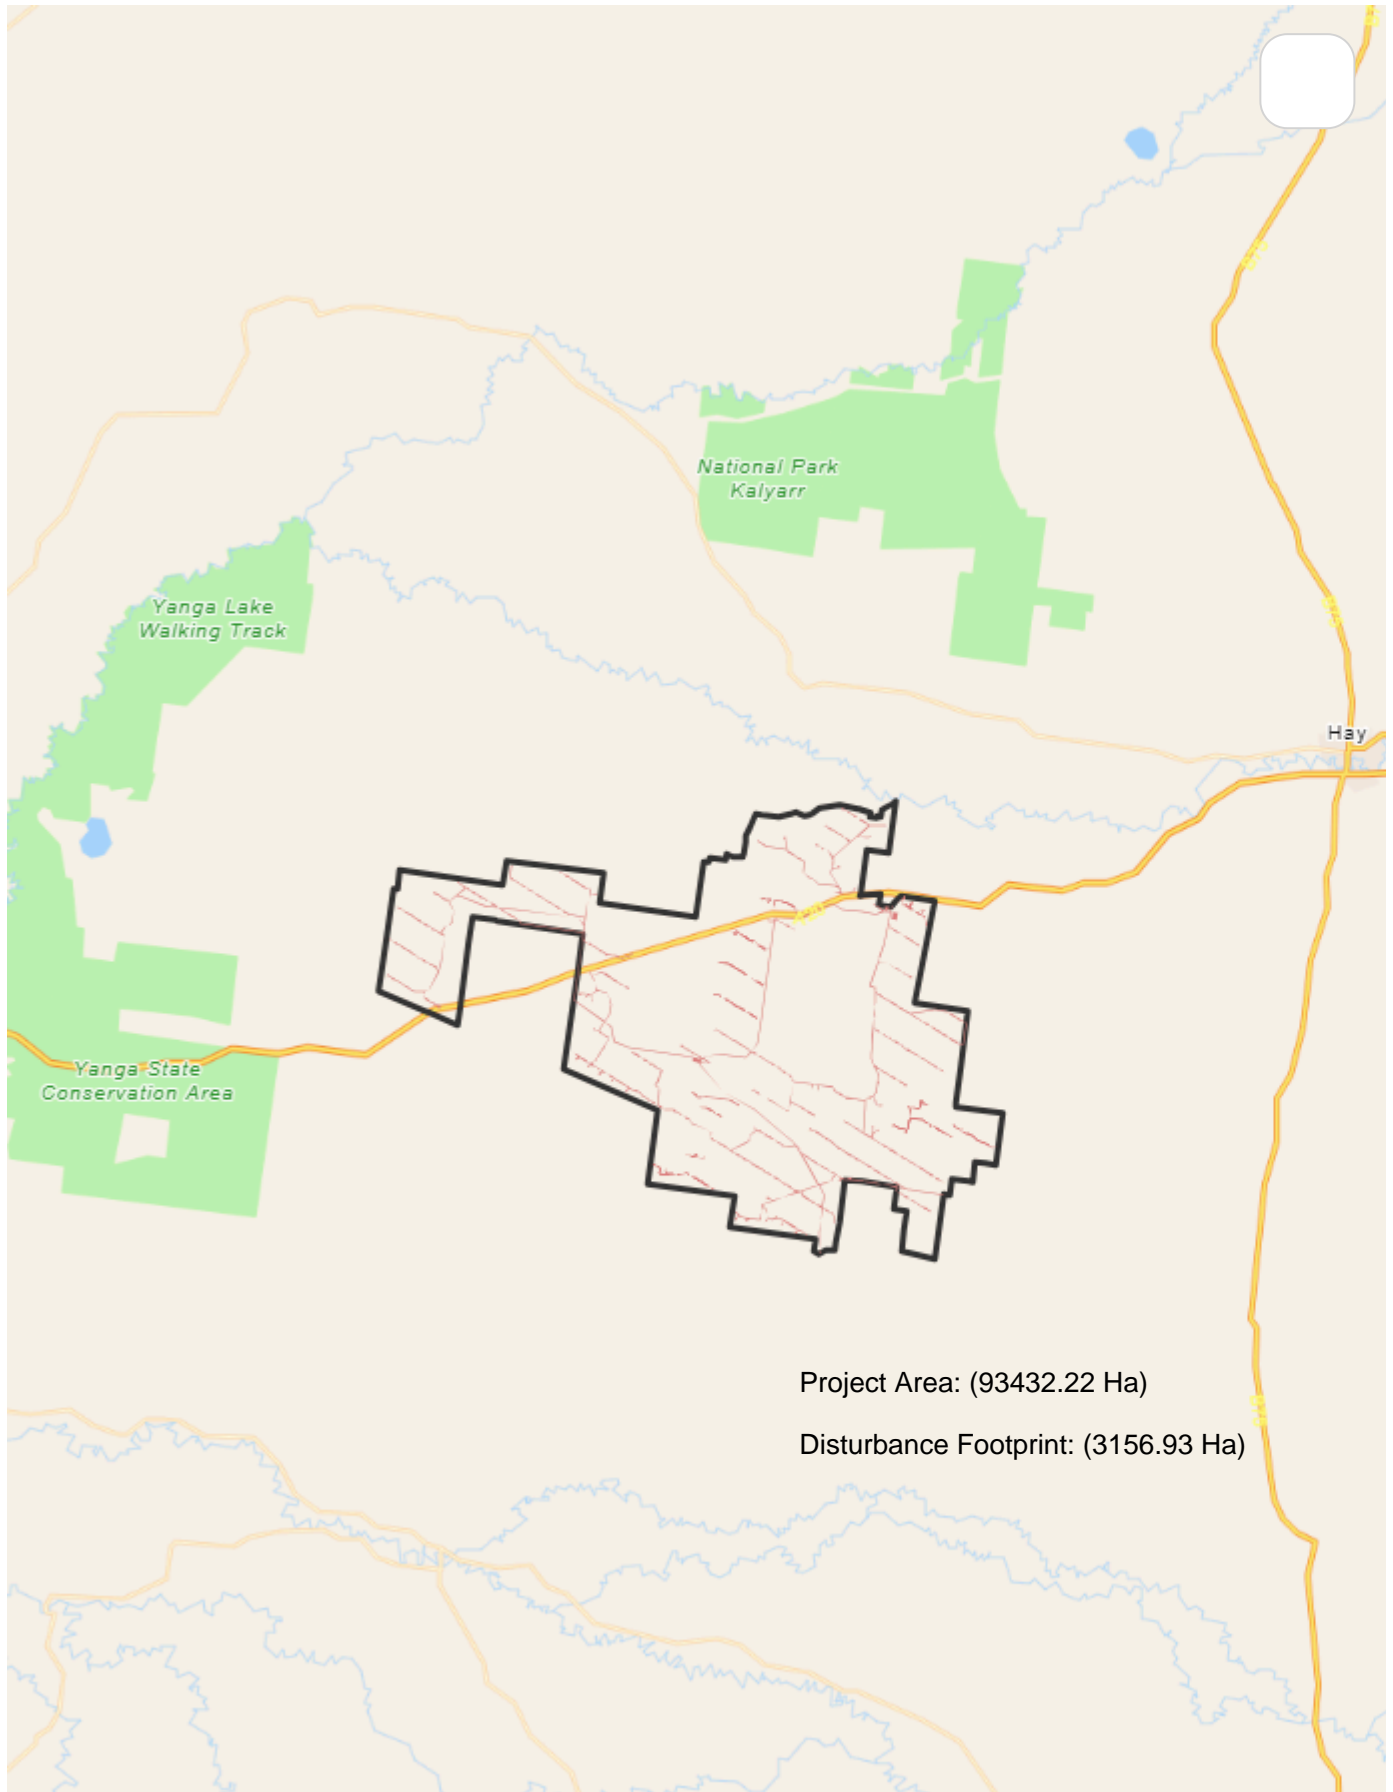 National Park
Kalyarr
Yanga Lake
Walking Track
Hay
Yanga State
Conservation Area
Project Area: (93432.22 Ha)
Disturbance Footprint: (3156.93 Ha)